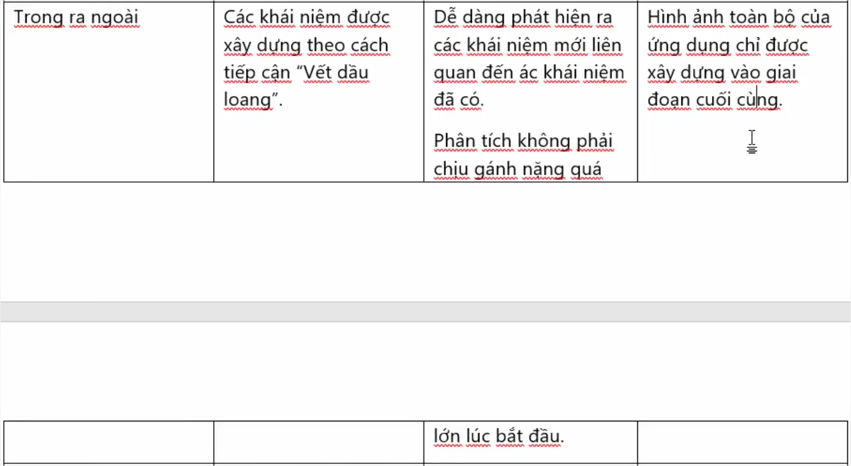 Trong ra ngoài
Các khái niệm được
xây dựng theo cách
tiếp cận “Vết dầu
loang”.
Dễ dàng phát hiện ra
các khái niệm mới liên
quan đến ác khái niệm
đã có.
Phân tích không phải
chịu gánh năng quá
lớn lúc bắt đầu.
Hình ảnh toàn bộ của
ứng dụng chỉ được
xây dựng vào giai
đoạn cuối cùng.